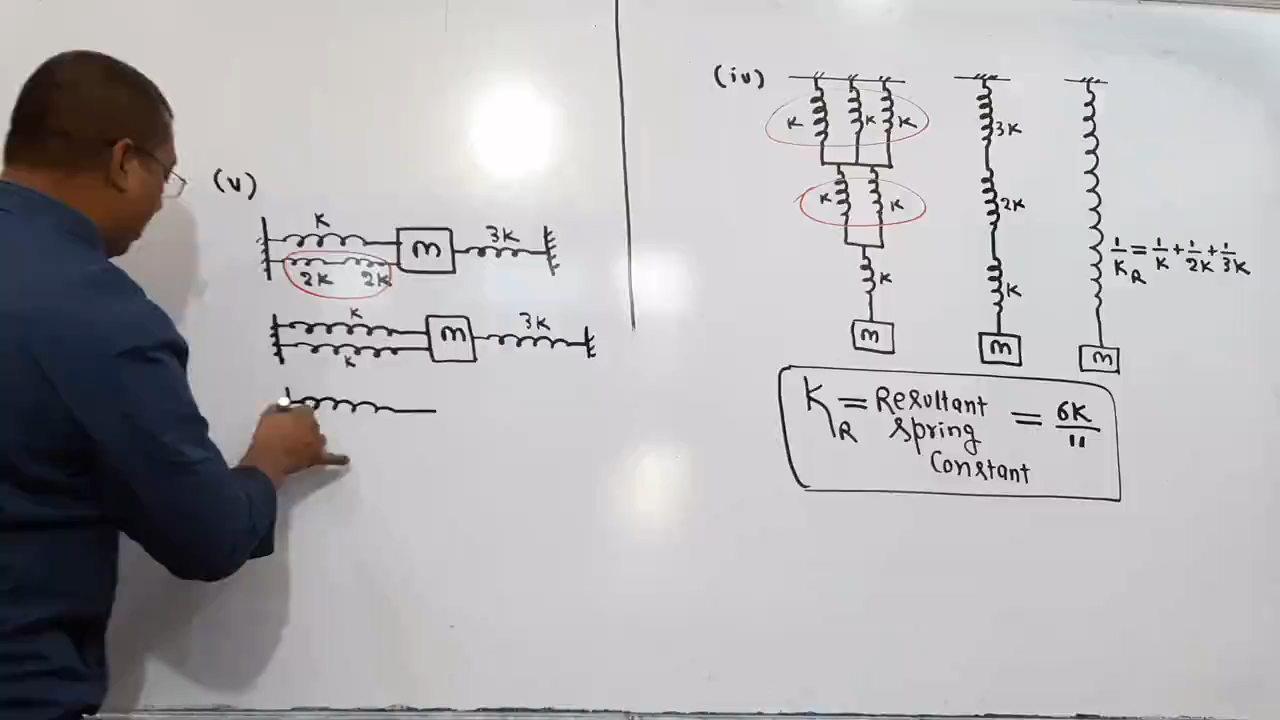 (v)
K
m
3K
2K 2K
K
m
3K
K
(iv)
K K K
K K
K
m
3K
2K
K
m
1/K_R = 1/K + 1/2K + 1/3K
m
K_R = Resultant Spring Constant = 6K/11